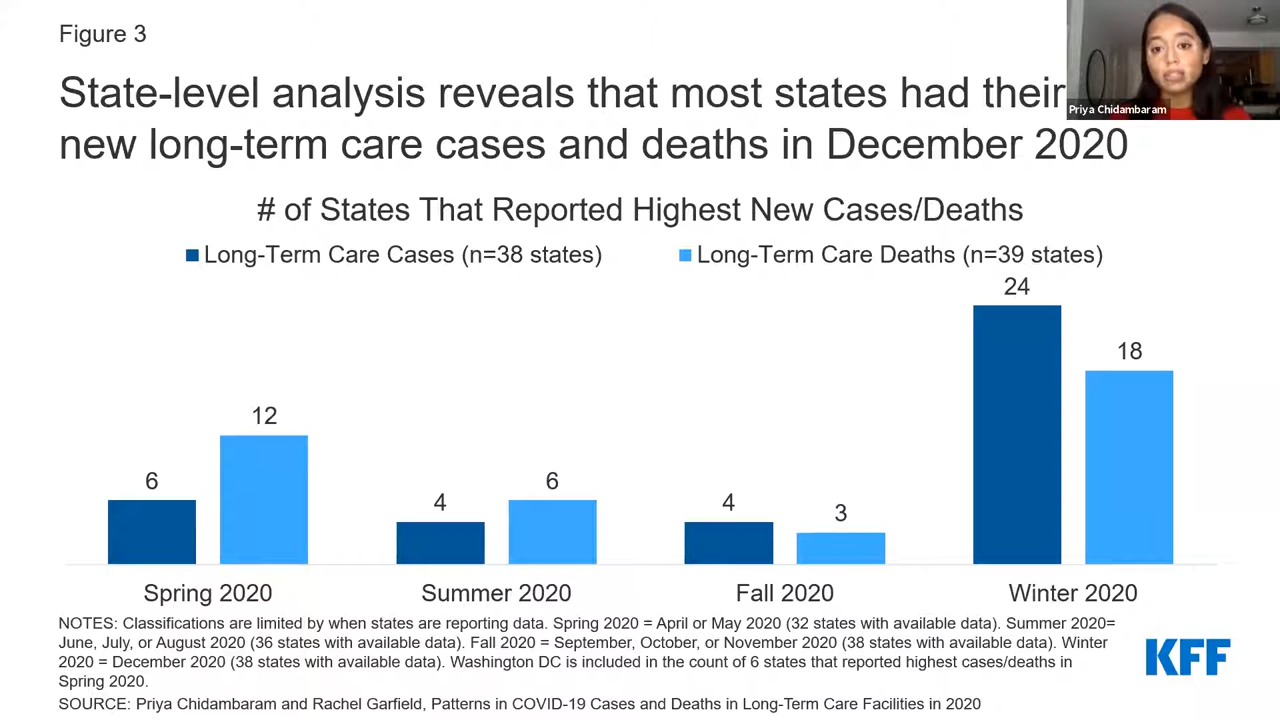 Figure 3
State-level analysis reveals that most states had their
new long-term care cases and deaths in December 2020
Priya Chidambaram
# of States That Reported Highest New Cases/Deaths
Long-Term Care Cases (n=38 states)
Long-Term Care Deaths (n=39 states)
6
12
4
6
4
3
24
18
Spring 2020
Summer 2020
Fall 2020
Winter 2020
NOTES: Classifications are limited by when states are reporting data. Spring 2020 = April or May 2020 (32 states with available data). Summer 2020=
June, July, or August 2020 (36 states with available data). Fall 2020 = September, October, or November 2020 (38 states with available data). Winter
2020 = December 2020 (38 states with available data). Washington DC is included in the count of 6 states that reported highest cases/deaths in
Spring 2020.
SOURCE: Priya Chidambaram and Rachel Garfield, Patterns in COVID-19 Cases and Deaths in Long-Term Care Facilities in 2020
KFF